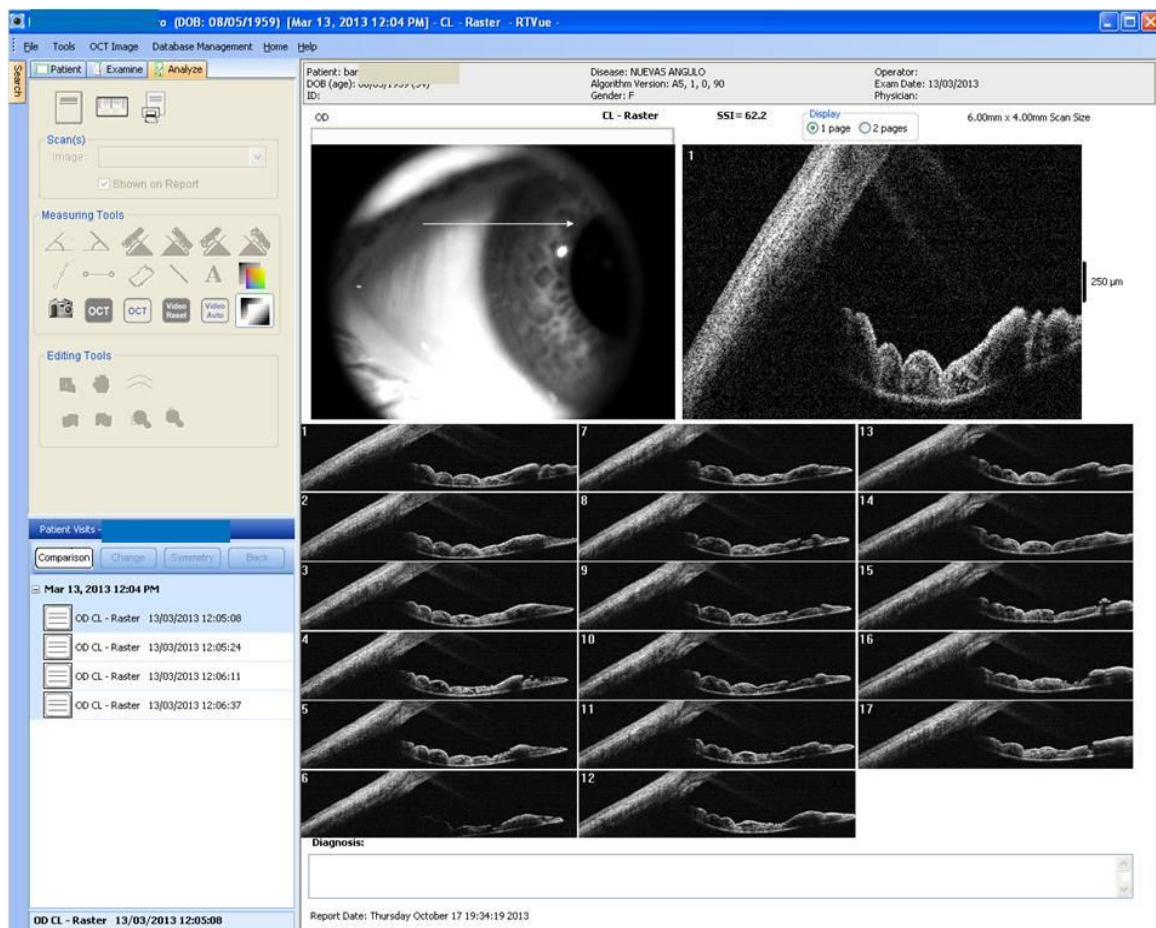 o (DOB: 08/05/1959) [Mar 13, 2013 12:04 PM] - CL - Raster - RTVue -
File Tools OCT Image Database Management Home Help
Search
Patient Examine Analyze
Scan(s)
Image:
Shown on Report
Measuring Tools
A
OCT OCT Video Reset Video Auto
Editing Tools
Patient Visits -
Comparison Change Symmetry Back
Mar 13, 2013 12:04 PM
OD CL - Raster 13/03/2013 12:05:08
OD CL - Raster 13/03/2013 12:05:24
OD CL - Raster 13/03/2013 12:06:11
OD CL - Raster 13/03/2013 12:06:37
OD CL - Raster 13/03/2013 12:05:08
Patient: bar Disease: NUEVAS ANGULO Operator:
DOB (age): Algorithm Version: A5, 1, 0, 90 Exam Date: 13/03/2013
ID: Gender: F Physician:
OD CL - Raster SSI= 62.2 Display 1 page 2 pages 6.00mm x 4.00mm Scan Size
1
250 µm
1 7 13
2 8 14
3 9 15
4 10 16
5 11 17
6 12
Diagnosis:
Report Date: Thursday October 17 19:34:19 2013